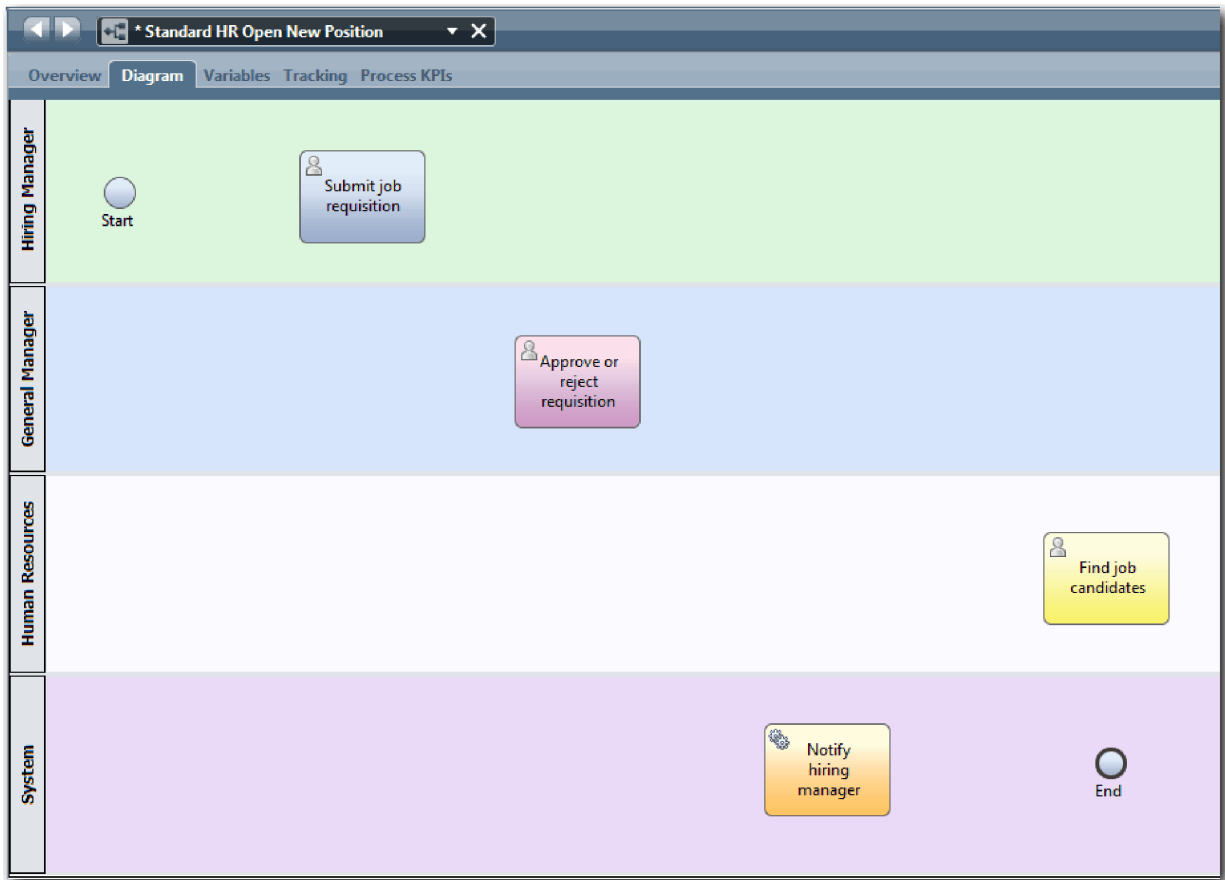 * Standard HR Open New Position
Overview Diagram Variables Tracking Process KPIs
Hiring Manager
Start
Submit job
requisition
General Manager
Approve or
reject
requisition
Human Resources
Find job
candidates
System
Notify
hiring
manager
End